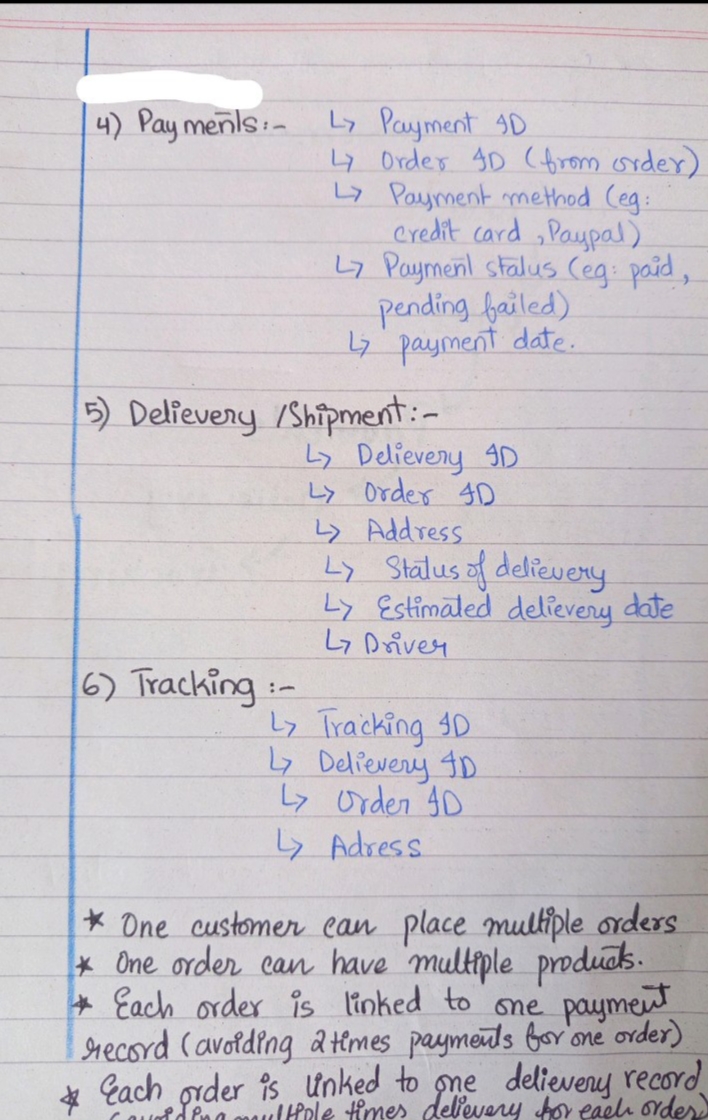 4) Payments:- ↳ Payment ID
↳ Order ID (from order)
↳ Payment method (eg:
credit card , Paypal)
↳ Payment status (eg: paid,
pending failed)
↳ payment date.
5) Delievery /Shipment:-
↳ Delievery ID
↳ Order ID
↳ Address
↳ Status of delievery
↳ Estimated delievery date
↳ Driver
6) Tracking :-
↳ Tracking ID
↳ Delievery ID
↳ Order ID
↳ Adress
* One customer can place multiple orders
* One order can have multiple products.
* Each order is linked to one payment
record (avoiding 2 times payments for one order)
* Each order is linked to one delievery record
(avoiding multiple times delievery for each order)